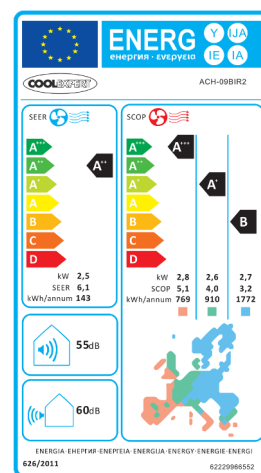 ENERG Y IJA
енергия · ενεργεια IE IA
COOLEXPERT
ACH-09BIR2
SEER
SCOP
A+++
A++
A+
A
B
C
D
A++
A+++
A++
A+
A
B
C
D
A+++
A+
B
kW 2,5
SEER 6,1
kWh/annum 143
kW 2,8 2,6 2,7
SCOP 5,1 4,0 3,2
kWh/annum 769 910 1772
55dB
60dB
ENERGIA·ЕНЕРГИЯ·ΕΝΕΡΓΕΙΑ·ENERGIJA·ENERGY·ENERGIE·ENERGI
626/2011
62229966552